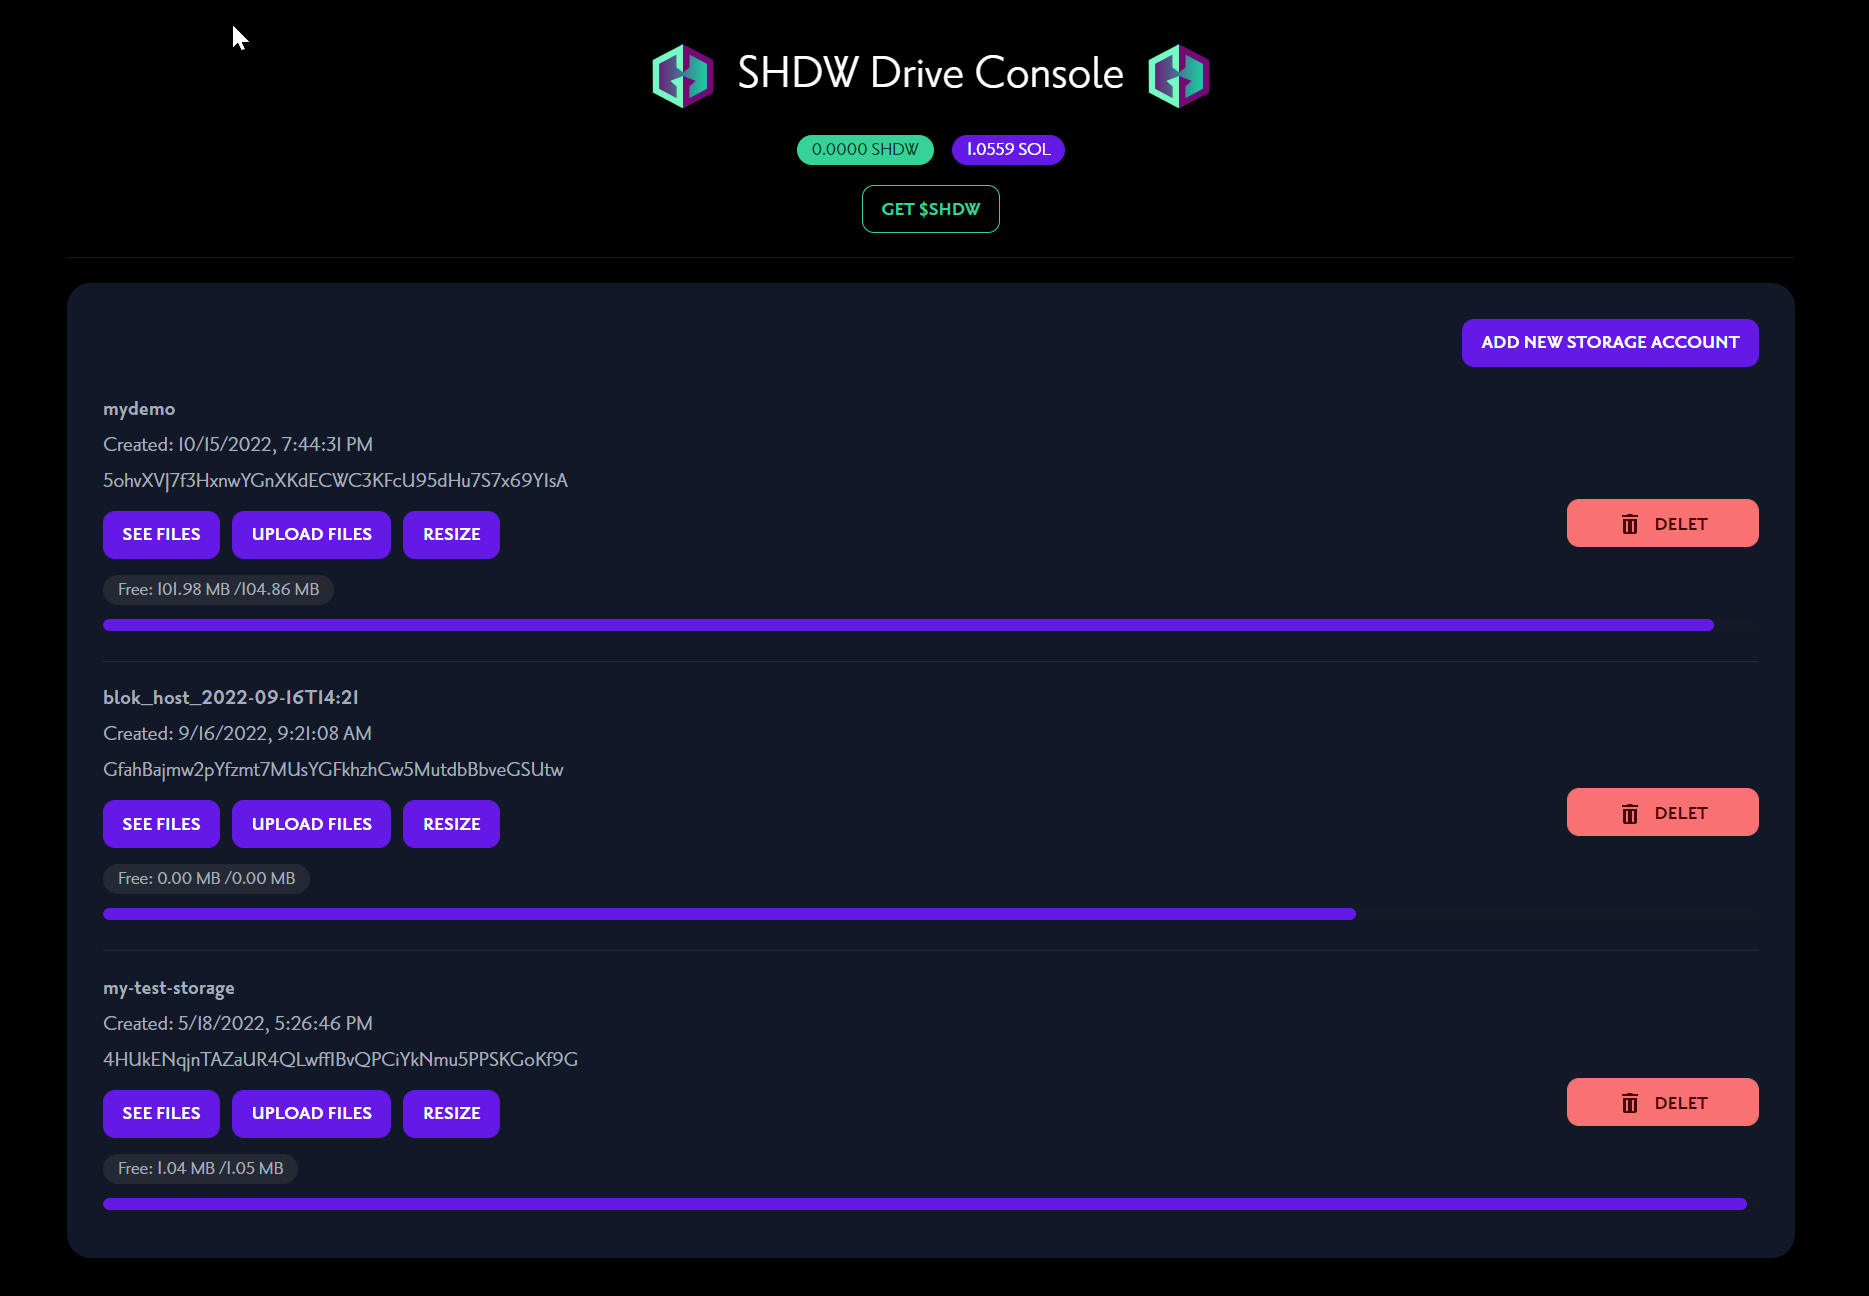 SHDW Drive Console
0.0000 SHDW 1.0559 SOL
GET $SHDW
ADD NEW STORAGE ACCOUNT
mydemo
Created: 10/15/2022, 7:44:31 PM
5ohvXVJ7f3HxnwYGnXKdECWC3KFcU95dHu7S7x69Y1sA
SEE FILES UPLOAD FILES RESIZE DELET
Free: 101.98 MB /104.86 MB
blok_host_2022-09-16T14:21
Created: 9/16/2022, 9:21:08 AM
GfahBajmw2pYfzmt7MUsYGFkhzhCw5MutdbBbveGSUtw
SEE FILES UPLOAD FILES RESIZE DELET
Free: 0.00 MB /0.00 MB
my-test-storage
Created: 5/18/2022, 5:26:46 PM
4HUkENqjnTAZaUR4QLwff1BvQPCiYkNmu5PPSKGoKf9G
SEE FILES UPLOAD FILES RESIZE DELET
Free: 1.04 MB /1.05 MB